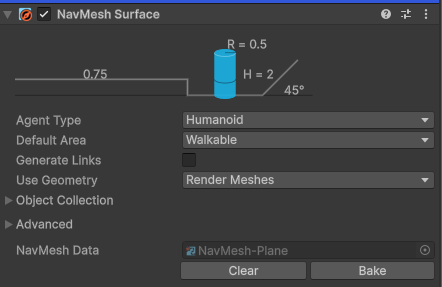 NavMesh Surface
R = 0.5
0.75
H = 2
45°
Agent Type Humanoid
Default Area Walkable
Generate Links
Use Geometry Render Meshes
Object Collection
Advanced
NavMesh Data NavMesh-Plane
Clear Bake